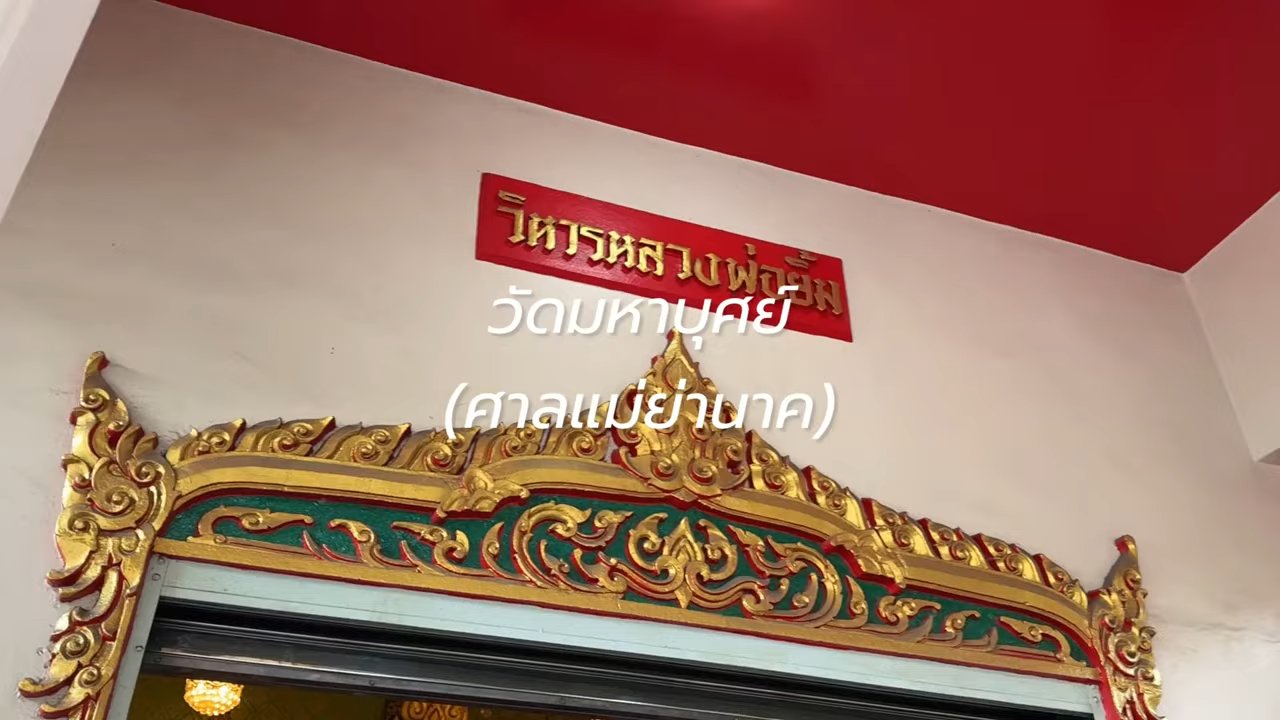 วิหารหลวงพ่อยิ้ม
วัดมหาบุศย์
(ศาลแม่ย่านาค)